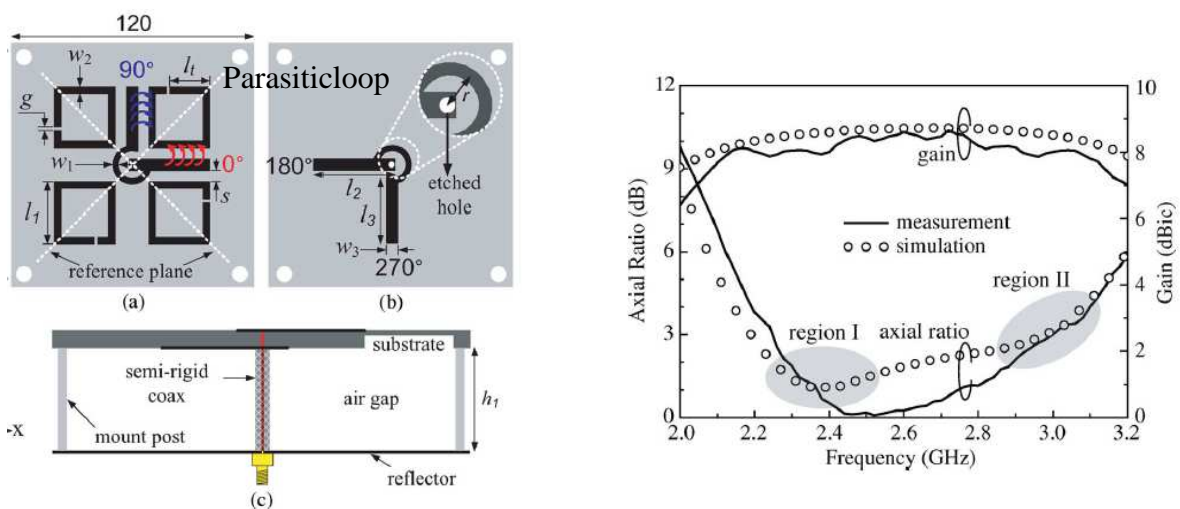 120
w2
90°
lt
Parasiticloop
g
r
w1
0°
180°
l2
etched
hole
s
l1
l3
w3
reference plane
270°
(a)
(b)
substrate
semi-rigid
coax
air gap
h1
-x
mount post
reflector
(c)
12
10
gain
9
8
measurement
simulation
6
6
region II
4
region I
axial ratio
3
2
0
0
2.0
2.2
2.4
2.6
2.8
3.0
3.2
Axial Ratio (dB)
Gain (dBic)
Frequency (GHz)